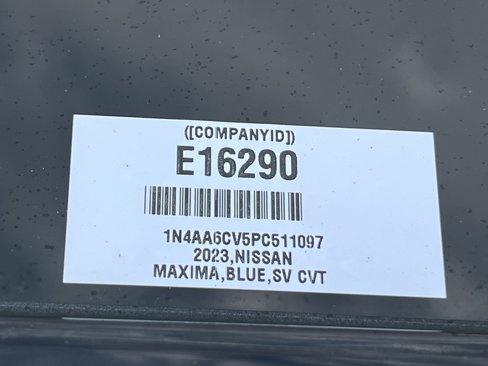 ([COMPANYID])
E16290
1N4AA6CV5PC511097
2023,NISSAN
MAXIMA,BLUE,SV CVT